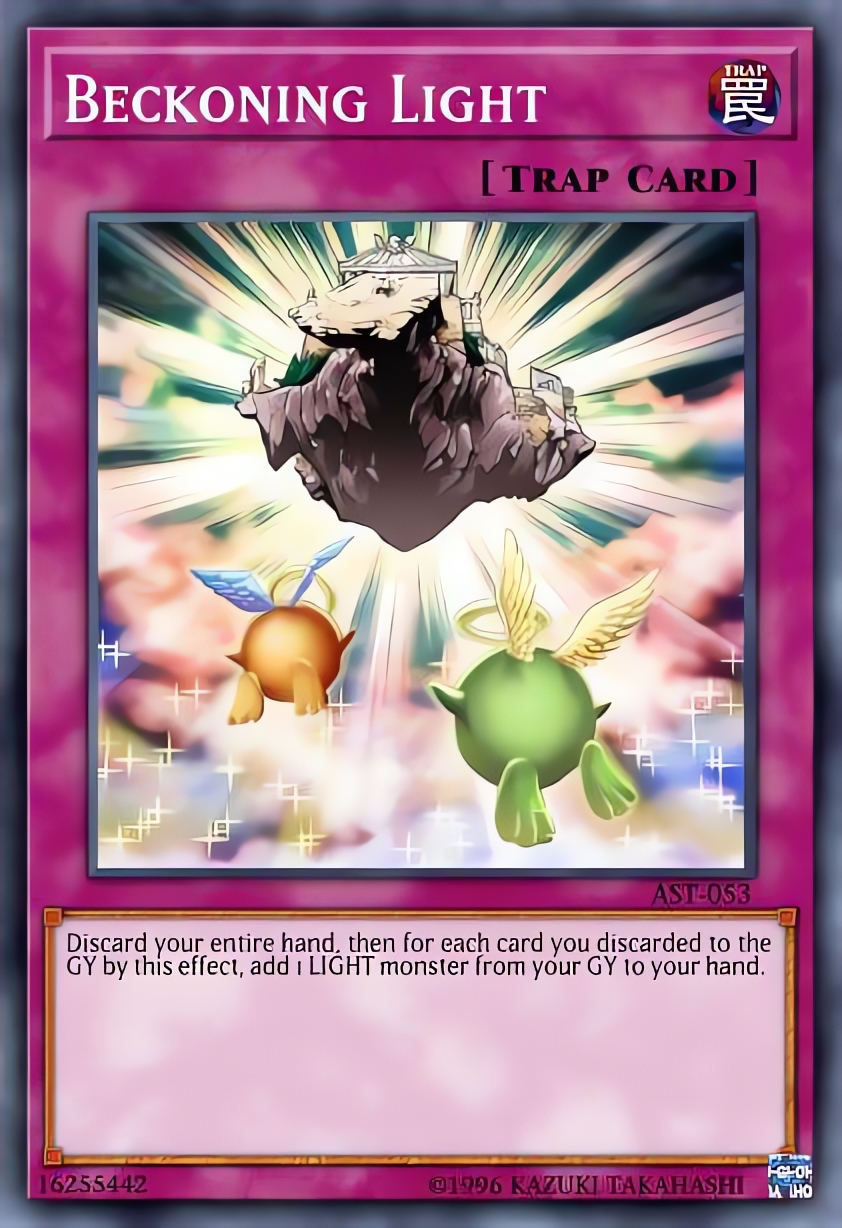 Beckoning Light
TRAP
罠
[Trap Card]
AST-053
Discard your entire hand, then for each card you discarded to the
GY by this effect, add 1 LIGHT monster from your GY to your hand.
16255442
©1996 KAZUKI TAKAHASHI